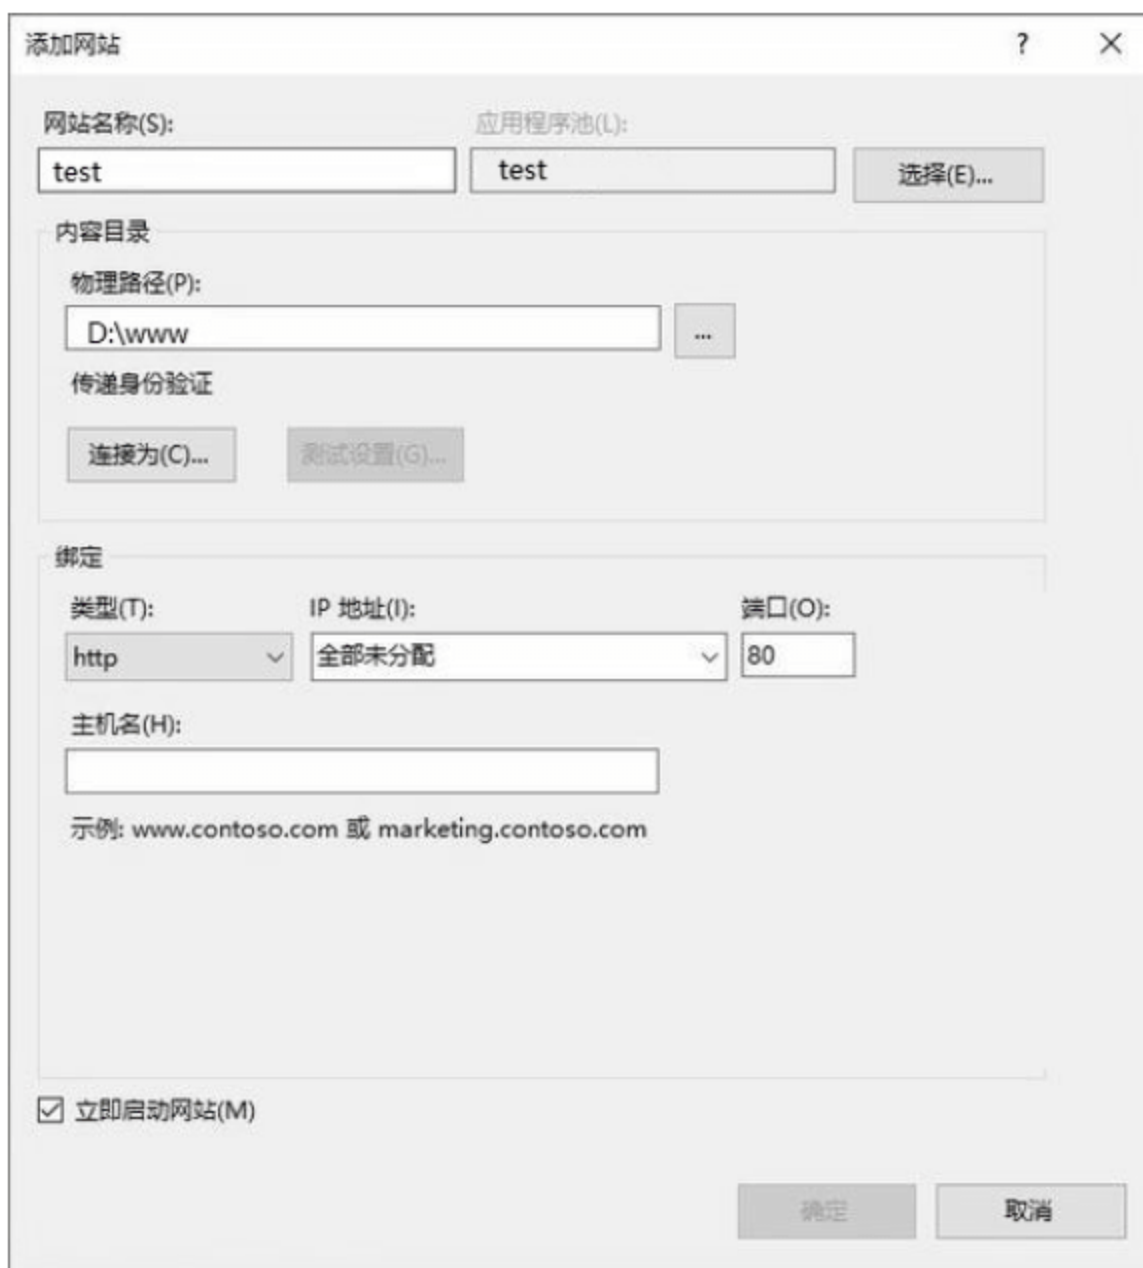 添加网站
网站名称(S): 应用程序池(L):
test test 选择(E)...
内容目录
物理路径(P):
D:\www ...
传递身份验证
连接为(C)... 测试设置(G)...
绑定
类型(T): IP 地址(I): 端口(O):
http 全部未分配 80
主机名(H):
示例: www.contoso.com 或 marketing.contoso.com
立即启动网站(M)
确定 取消